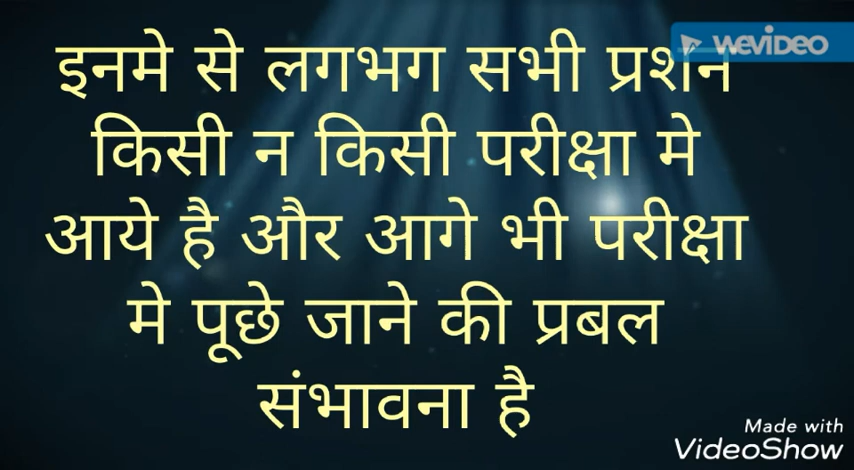 इनमे से लगभग सभी प्रशन
WEVIDEO
किसी न किसी परीक्षा मे
आये है और आगे भी परीक्षा
मे पूछे जाने की प्रबल
संभावना है
Made with
VideoShow